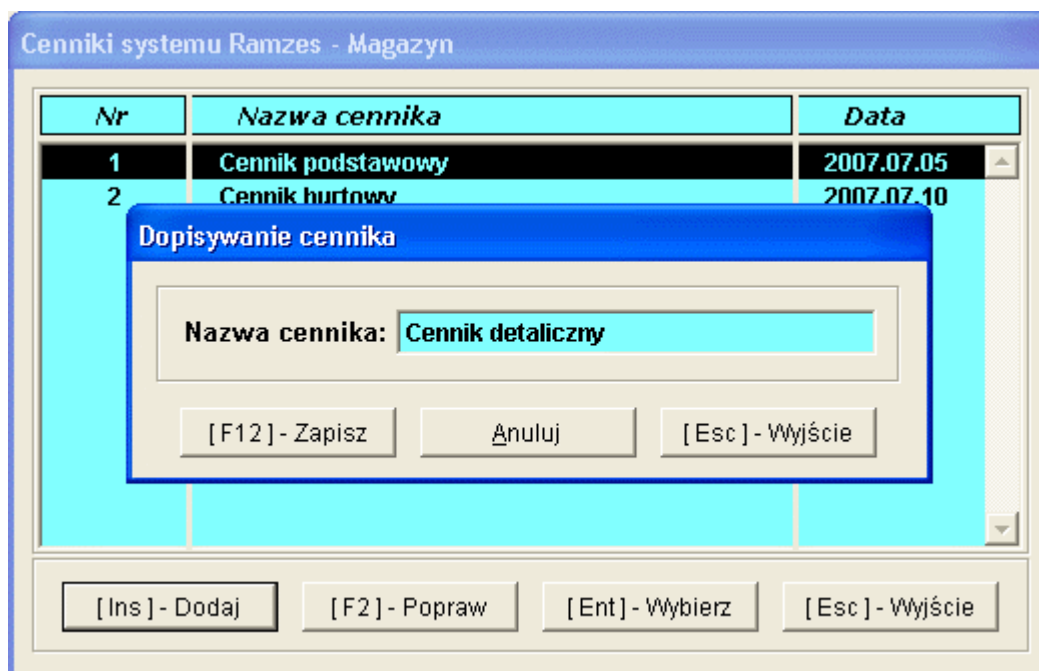 Cenniki systemu Ramzes - Magazyn
Nr Nazwa cennika Data
1 Cennik podstawowy 2007.07.05
2 Cennik hurtowy 2007.07.10
Dopisywanie cennika
Nazwa cennika: Cennik detaliczny
[F12] - Zapisz Anuluj [Esc] - Wyjście
[Ins] - Dodaj [F2] - Popraw [Ent] - Wybierz [Esc] - Wyjście